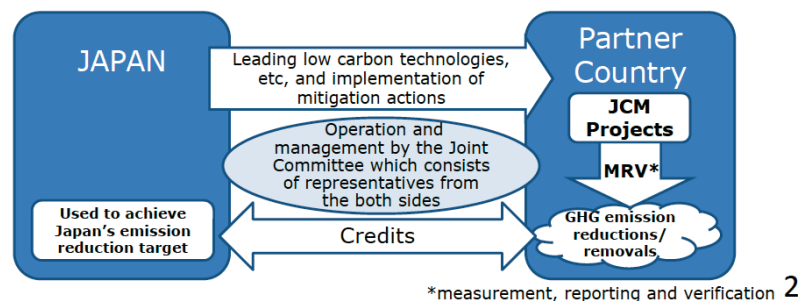 JAPAN
Leading low carbon technologies,
etc, and implementation of
mitigation actions
Partner
Country
JCM
Projects
MRV*
Operation and
management by the Joint
Committee which consists
of representatives from
the both sides
Used to achieve
Japan's emission
reduction target
Credits
GHG emission
reductions/
removals
*measurement, reporting and verification 2